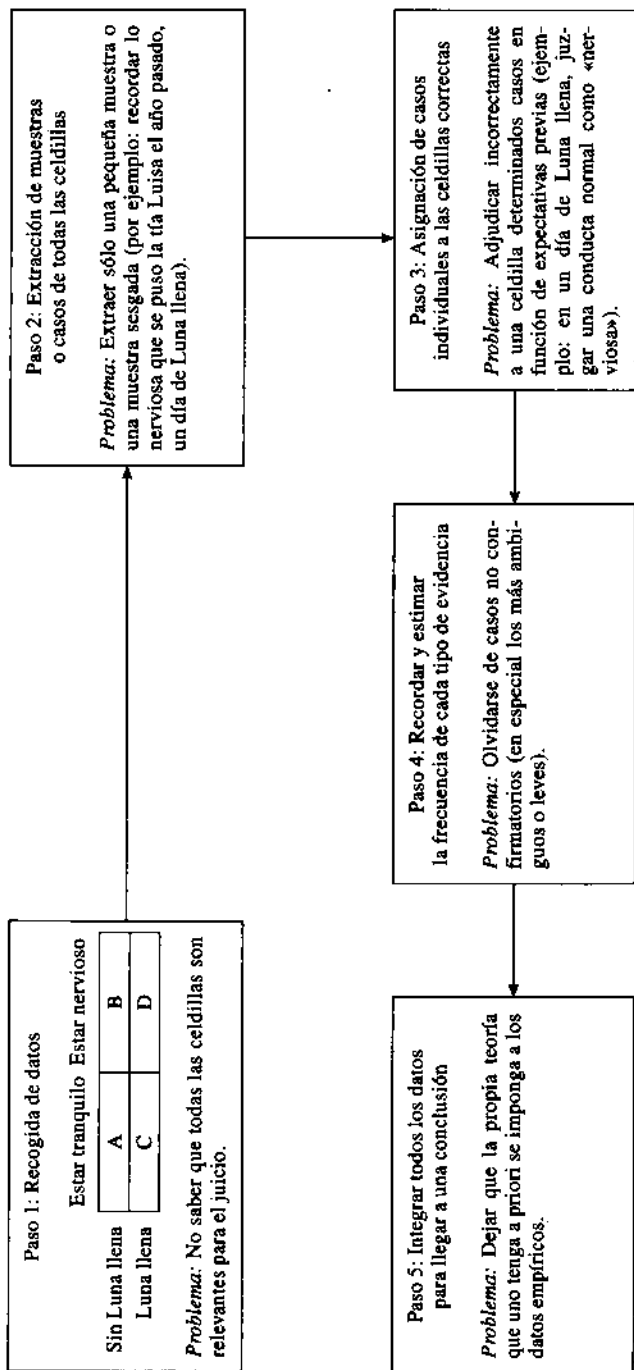 Paso 1: Recogida de datos
Estar tranquilo Estar nervioso
Sin Luna llena A B
Luna llena C D
Problema: No saber que todas las celdillas son
relevantes para el juicio.
Paso 2: Extracción de muestras
o casos de todas las celdillas
Problema: Extraer sólo una pequeña muestra o
una muestra sesgada (por ejemplo: recordar lo
nerviosa que se puso la tía Luisa el año pasado,
un día de Luna llena).
Paso 3: Asignación de casos
individuales a las celdillas correctas
Problema: Adjudicar incorrectamente
a una celdilla determinados casos en
función de expectativas previas (ejem-
plo: en un día de Luna llena, juz-
gar una conducta normal como «ner-
viosa»).
Paso 4: Recordar y estimar
la frecuencia de cada tipo de evidencia
Problema: Olvidarse de casos no con-
firmatorios (en especial los más ambi-
guos o leves).
Paso 5: Integrar todos los datos
para llegar a una conclusión
Problema: Dejar que la propia teoría
que uno tenga a priori se imponga a los
datos empíricos.